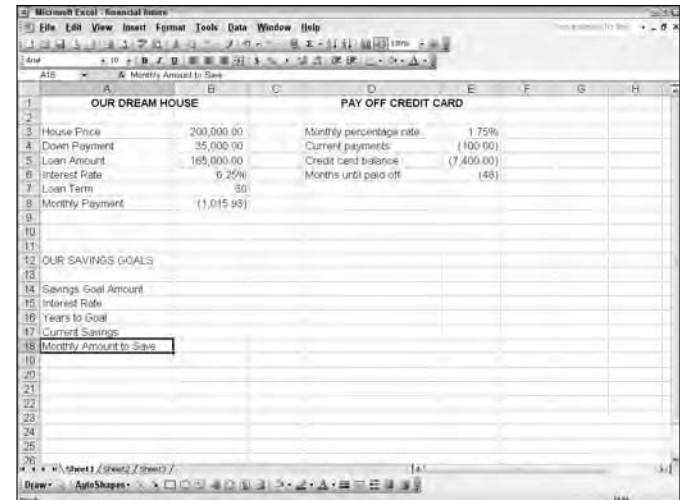 Microsoft Excel - financial future
File Edit View Insert Format Tools Data Window Help
Arial 10 B I U
A18 Monthly Amount to Save
A B C D E F G H
1 OUR DREAM HOUSE PAY OFF CREDIT CARD
2
3 House Price 200,000.00 Monthly percentage rate 1.75%
4 Down Payment 35,000.00 Current payments (100.00)
5 Loan Amount 165,000.00 Credit card balance (7,400.00)
6 Interest Rate 6.25% Months until paid off (48)
7 Loan Term 30
8 Monthly Payment (1,015.93)
9
10
11
12 OUR SAVINGS GOALS
13
14 Savings Goal Amount
15 Interest Rate
16 Years to Goal
17 Current Savings
18 Monthly Amount to Save
19
20
21
22
23
24
25
26
Sheet1 / Sheet2 / Sheet3 /
Draw AutoShapes